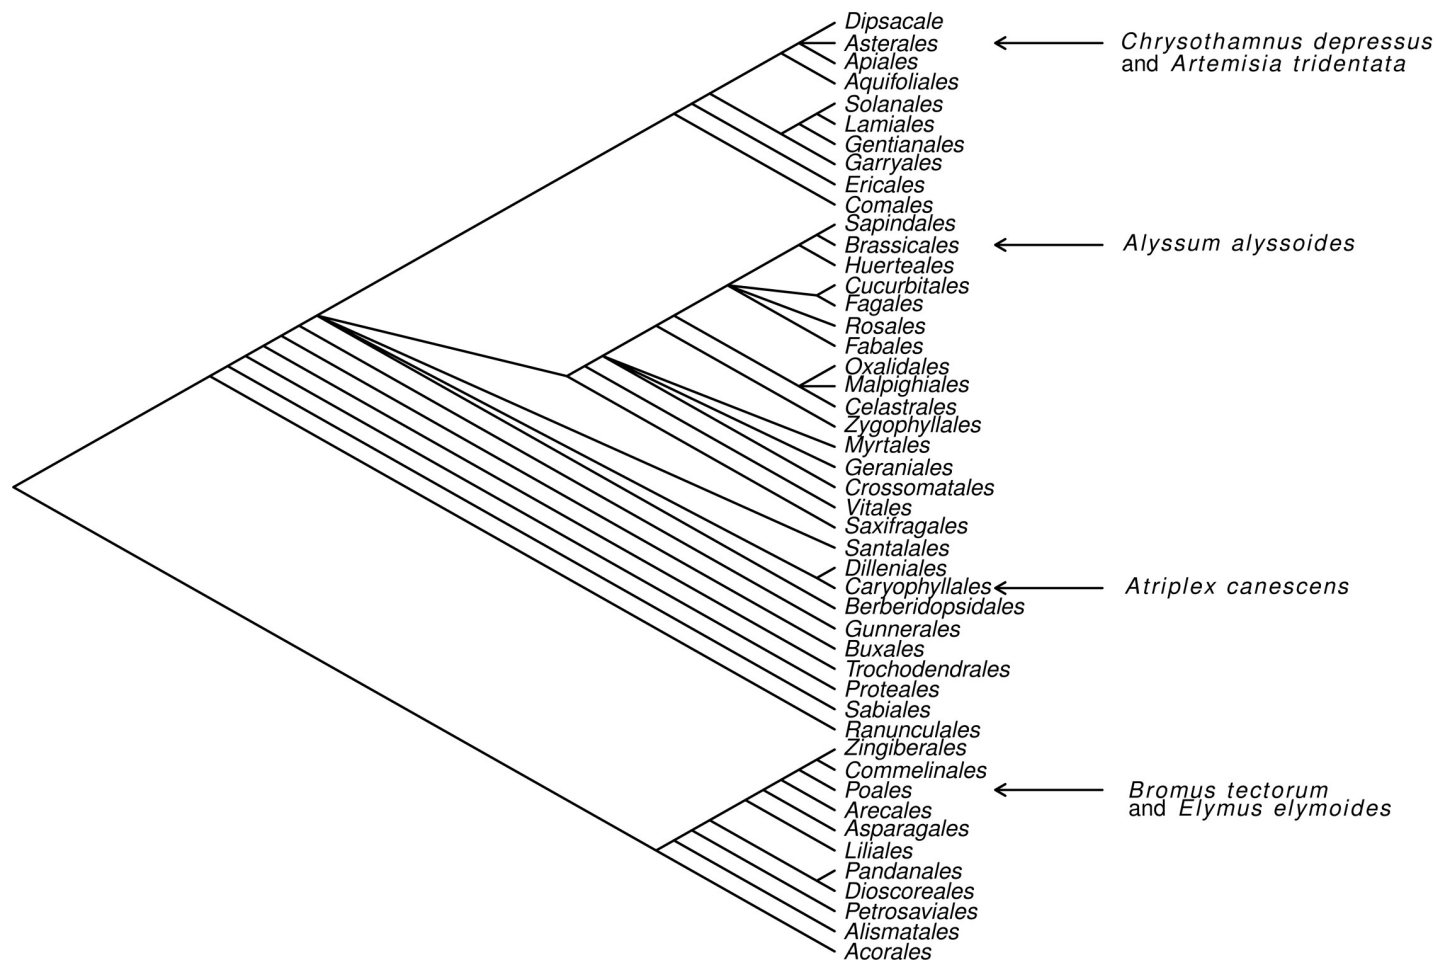 Dipsacale
Asterales
Chrysothamnus depressus
and Artemisia tridentata
Apiales
Aquifoliales
Solanales
Lamiales
Gentianales
Garryales
Ericales
Comales
Sapindales
Brassicales
Alyssum alyssoides
Huerteales
Cucurbitales
Fagales
Rosales
Fabales
Oxalidales
Malpighiales
Celastrales
Zygophyllales
Myrtales
Geraniales
Crossomatales
Vitales
Saxifragales
Santalales
Dilleniales
Caryophyllales
Atriplex canescens
Berberidopsidales
Gunnerales
Buxales
Trochodendrales
Proteales
Sabiales
Ranunculales
Zingiberales
Commelinales
Poales
Bromus tectorum
and Elymus elymoides
Arecales
Asparagales
Liliales
Pandanales
Dioscoreales
Petrosaviales
Alismatales
Acorales